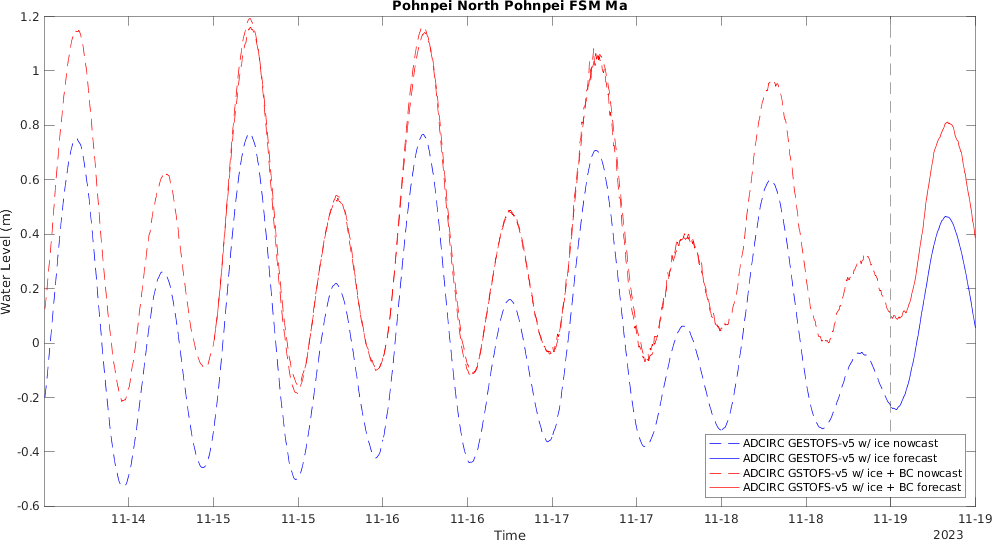 Pohnpei North Pohnpei FSM Ma
1.2
1
0.8
0.6
0.4
0.2
0
-0.2
-0.4
-0.6
Water Level (m)
ADCIRC GESTOFS-v5 w/ ice nowcast
ADCIRC GESTOFS-v5 w/ ice forecast
ADCIRC GSTOFS-v5 w/ ice + BC nowcast
ADCIRC GSTOFS-v5 w/ ice + BC forecast
11-14 11-15 11-15 11-16 11-16 11-17 11-17 11-18 11-18 11-19 11-19
Time
2023